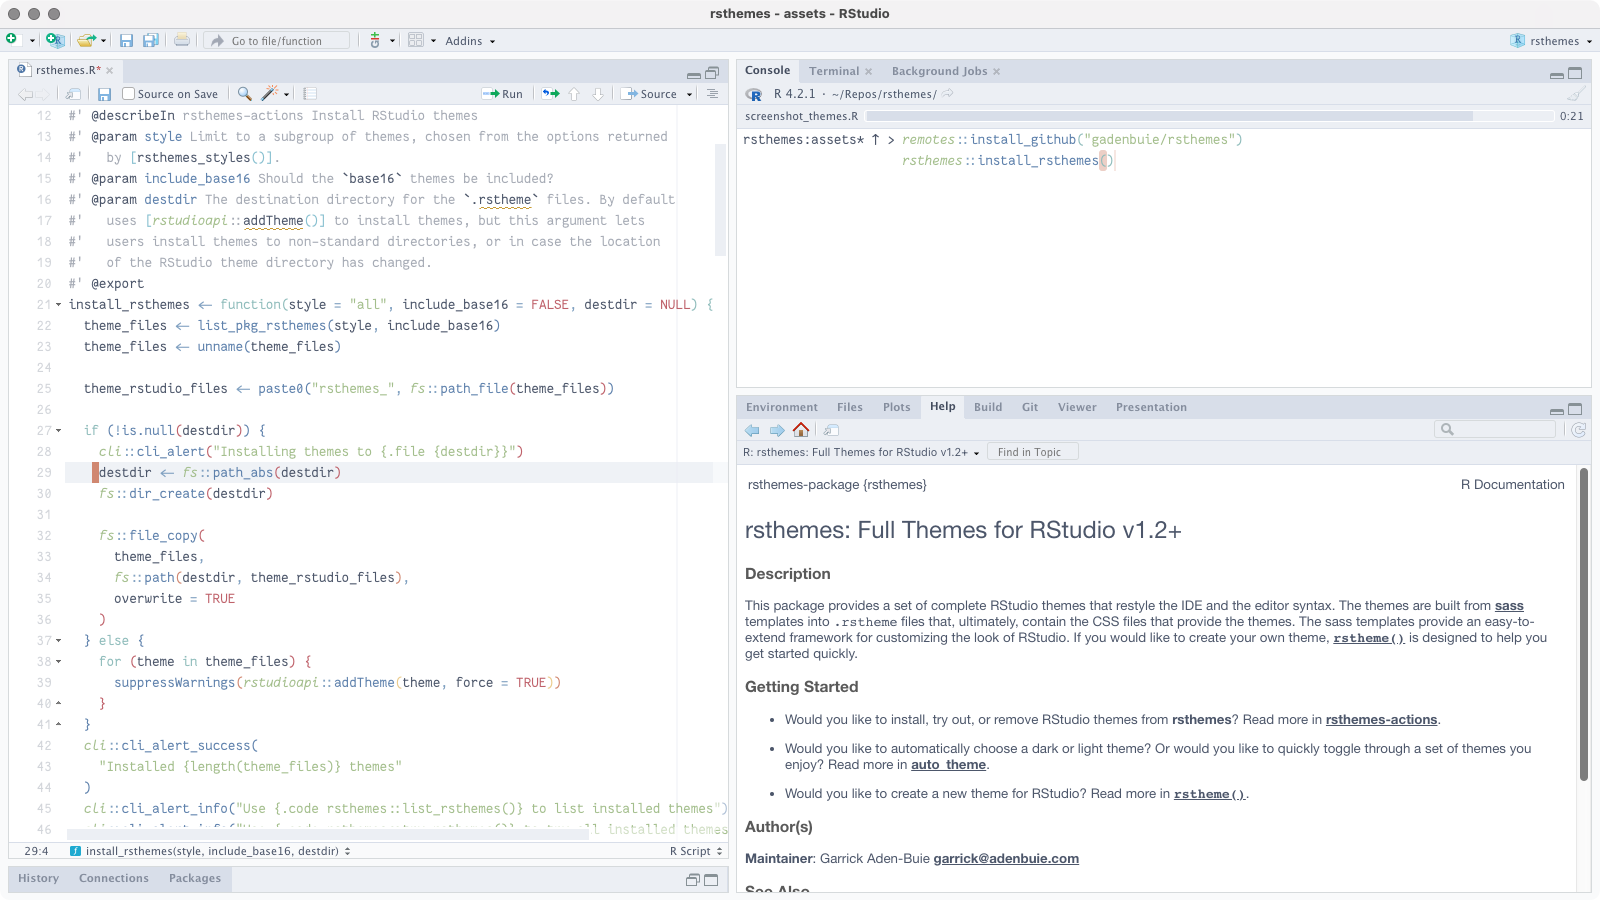 rsthemes - assets - RStudio
Go to file/function
Addins
rsthemes
rsthemes.R*
Source on Save
Run
Source
12 #' @describeIn rsthemes-actions Install RStudio themes
13 #' @param style Limit to a subgroup of themes, chosen from the options returned
14 #'   by [rsthemes_styles()].
15 #' @param include_base16 Should the `base16` themes be included?
16 #' @param destdir The destination directory for the `.rstheme` files. By default
17 #'   uses [rstudioapi::addTheme()] to install themes, but this argument lets
18 #'   users install themes to non-standard directories, or in case the location
19 #'   of the RStudio theme directory has changed.
20 #' @export
21 install_rsthemes <- function(style = "all", include_base16 = FALSE, destdir = NULL) {
22   theme_files <- list_pkg_rsthemes(style, include_base16)
23   theme_files <- unname(theme_files)
24
25   theme_rstudio_files <- paste0("rsthemes_", fs::path_file(theme_files))
26
27   if (!is.null(destdir)) {
28     cli::cli_alert("Installing themes to {.file {destdir}}")
29     destdir <- fs::path_abs(destdir)
30     fs::dir_create(destdir)
31
32     fs::file_copy(
33       theme_files,
34       fs::path(destdir, theme_rstudio_files),
35       overwrite = TRUE
36     )
37   } else {
38     for (theme in theme_files) {
39       suppressWarnings(rstudioapi::addTheme(theme, force = TRUE))
40     }
41   }
42   cli::cli_alert_success(
43     "Installed {length(theme_files)} themes"
44   )
45   cli::cli_alert_info("Use {.code rsthemes::list_rsthemes()} to list installed themes")
46
29:4
install_rsthemes(style, include_base16, destdir)
R Script
History
Connections
Packages
Console
Terminal
Background Jobs
R 4.2.1 · ~/Repos/rsthemes/
screenshot_themes.R
0:21
rsthemes:assets* ↑ > remotes::install_github("gadenbuie/rsthemes")
rsthemes::install_rsthemes()
Environment
Files
Plots
Help
Build
Git
Viewer
Presentation
R: rsthemes: Full Themes for RStudio v1.2+
Find in Topic
rsthemes-package {rsthemes}
R Documentation
rsthemes: Full Themes for RStudio v1.2+
Description
This package provides a set of complete RStudio themes that restyle the IDE and the editor syntax. The themes are built from sass
templates into .rstheme files that, ultimately, contain the CSS files that provide the themes. The sass templates provide an easy-to-
extend framework for customizing the look of RStudio. If you would like to create your own theme, rstheme() is designed to help you
get started quickly.
Getting Started
• Would you like to install, try out, or remove RStudio themes from rsthemes? Read more in rsthemes-actions.
• Would you like to automatically choose a dark or light theme? Or would you like to quickly toggle through a set of themes you
enjoy? Read more in auto_theme.
• Would you like to create a new theme for RStudio? Read more in rstheme().
Author(s)
Maintainer: Garrick Aden-Buie garrick@adenbuie.com
See Also